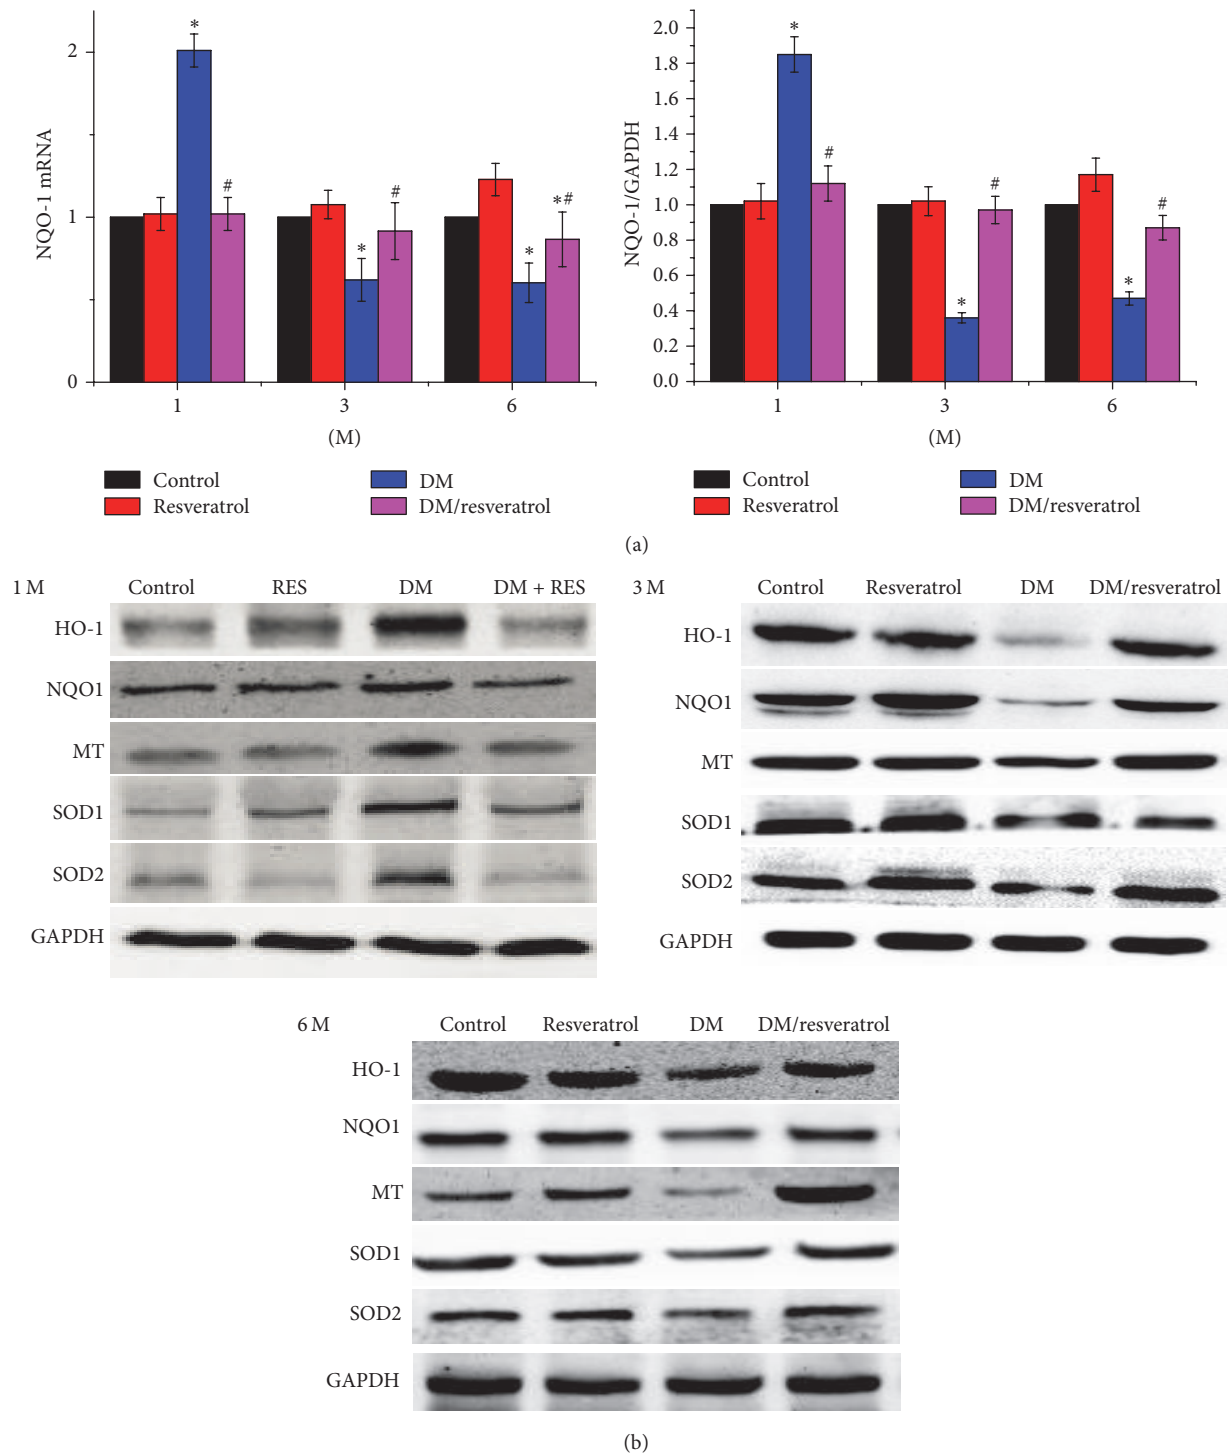 NQO-1 mRNA
2
1
0
*
#
*
#
*
*#
1
3
6
(M)
NQO-1/GAPDH
2.0
1.8
1.6
1.4
1.2
1.0
0.8
0.6
0.4
0.2
0.0
*
#
*
#
*
#
1
3
6
(M)
Control
DM
Resveratrol
DM/resveratrol
Control
DM
Resveratrol
DM/resveratrol
(a)
1 M
Control RES DM DM + RES
HO-1
NQO1
MT
SOD1
SOD2
GAPDH
3 M
Control Resveratrol DM DM/resveratrol
HO-1
NQO1
MT
SOD1
SOD2
GAPDH
6 M
Control Resveratrol DM DM/resveratrol
HO-1
NQO1
MT
SOD1
SOD2
GAPDH
(b)